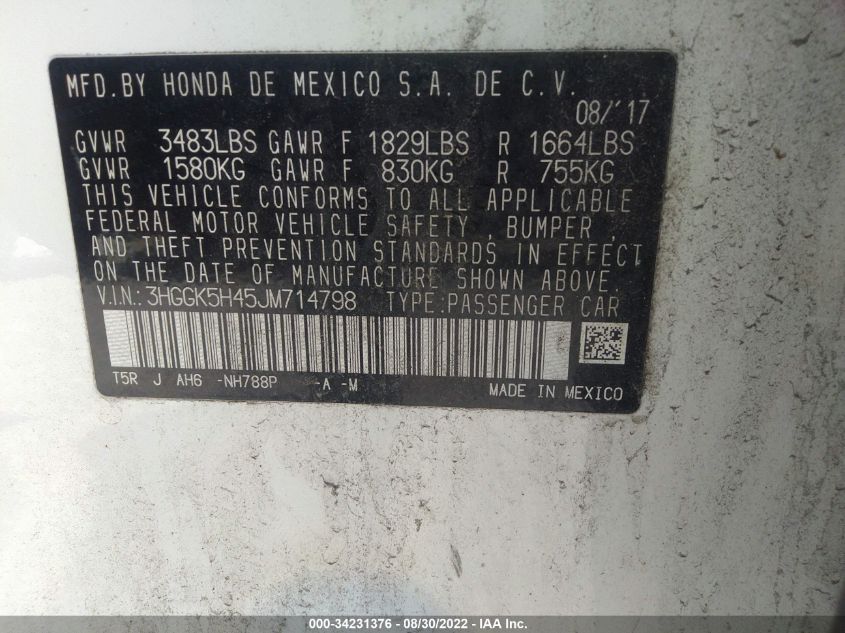 MFD.BY HONDA DE MEXICO S.A. DE C.V.
08/'17
GVWR 3483LBS GAWR F 1829LBS R 1664LBS
GVWR 1580KG GAWR F 830KG R 755KG
THIS VEHICLE CONFORMS TO ALL APPLICABLE
FEDERAL MOTOR VEHICLE SAFETY, BUMPER,
AND THEFT PREVENTION STANDARDS IN EFFECT
ON THE DATE OF MANUFACTURE SHOWN ABOVE.
V.I.N.: 3HGGK5H45JM714798 TYPE:PASSENGER CAR
T5R J AH6 -NH788P -A -M
MADE IN MEXICO
000-34231376 - 08/30/2022 - IAA Inc.